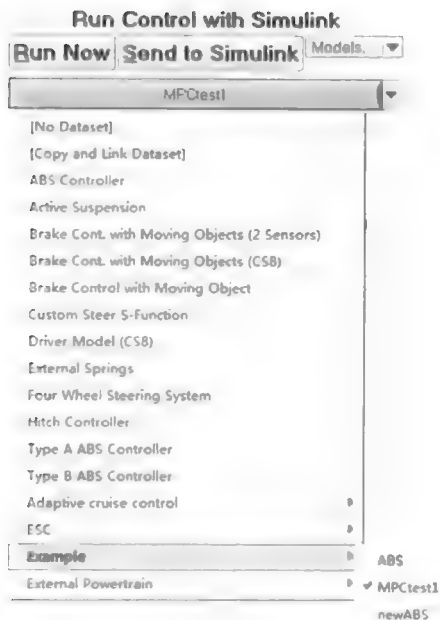 Run Control with Simulink
Run Now Send to Simulink Models.
MPCtest1
[No Dataset]
[Copy and Link Dataset]
ABS Controller
Active Suspension
Brake Cont. with Moving Objects (2 Sensors)
Brake Cont. with Moving Objects (CS8)
Brake Control with Moving Object
Custom Steer S-Function
Driver Model (CS8)
External Springs
Four Wheel Steering System
Hitch Controller
Type A ABS Controller
Type B ABS Controller
Adaptive cruise control
ESC
Example
ABS
External Powertrain
MPCtest1
newABS